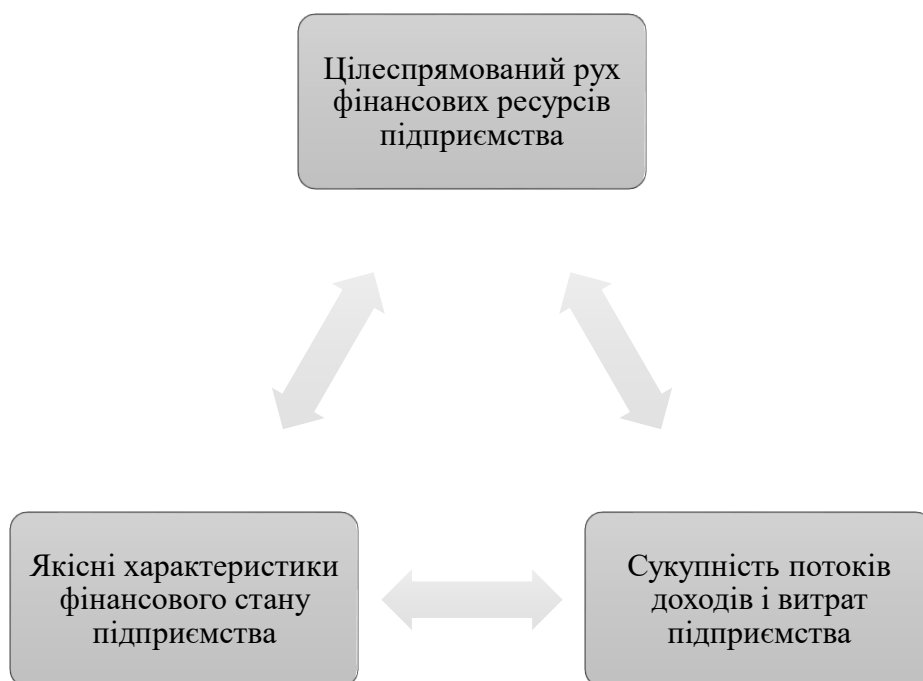 Цілеспрямований рух
фінансових ресурсів
підприємства
Якісні характеристики
фінансового стану
підприємства
Сукупність потоків
доходів і витрат
підприємства